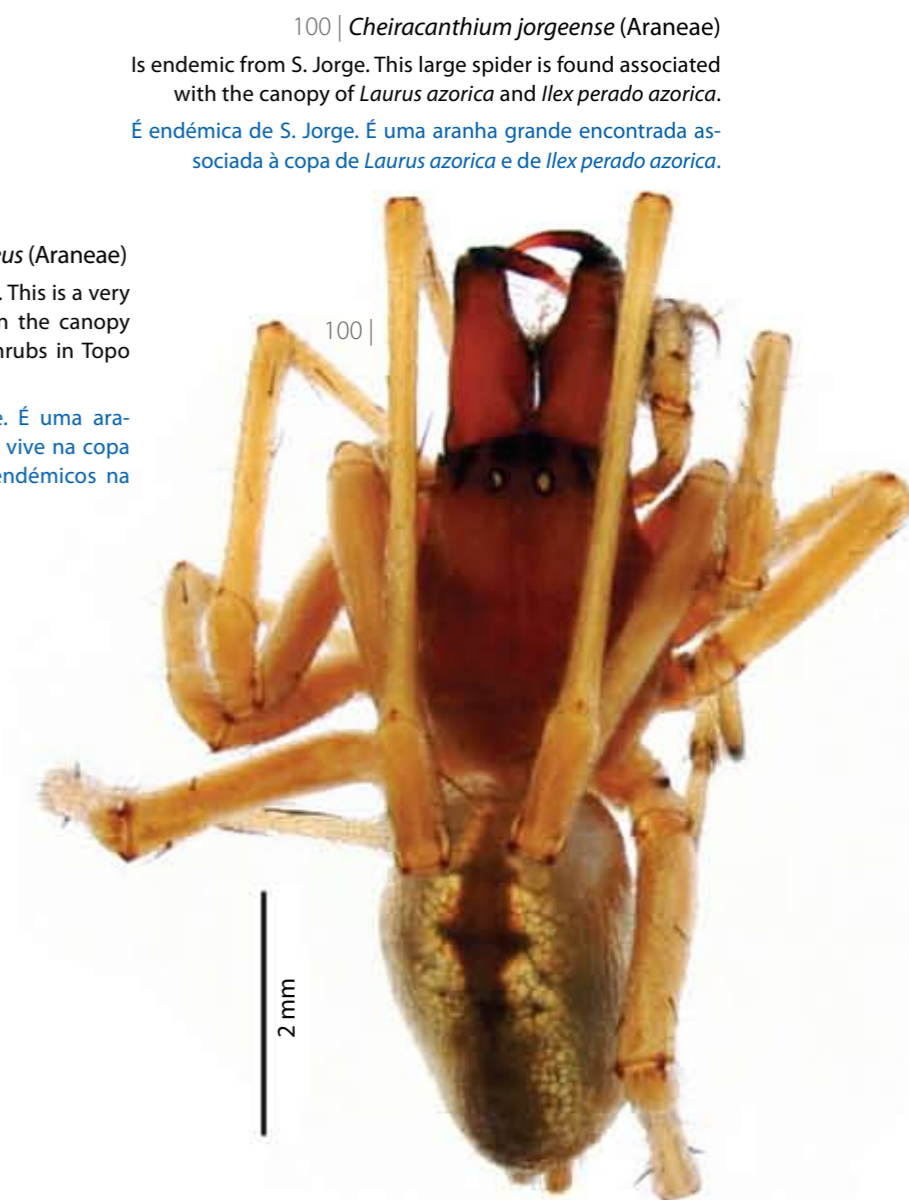 100 | Cheiracanthium jorgeense (Araneae)
Is endemic from S. Jorge. This large spider is found associated
with the canopy of Laurus azorica and Ilex perado azorica.
É endémica de S. Jorge. É uma aranha grande encontrada as-
sociada à copa de Laurus azorica e de Ilex perado azorica.
(Araneae)
. This is a very
the canopy
in Topo
. É uma ara-
vive na copa
endémicos na
100 |
2 mm